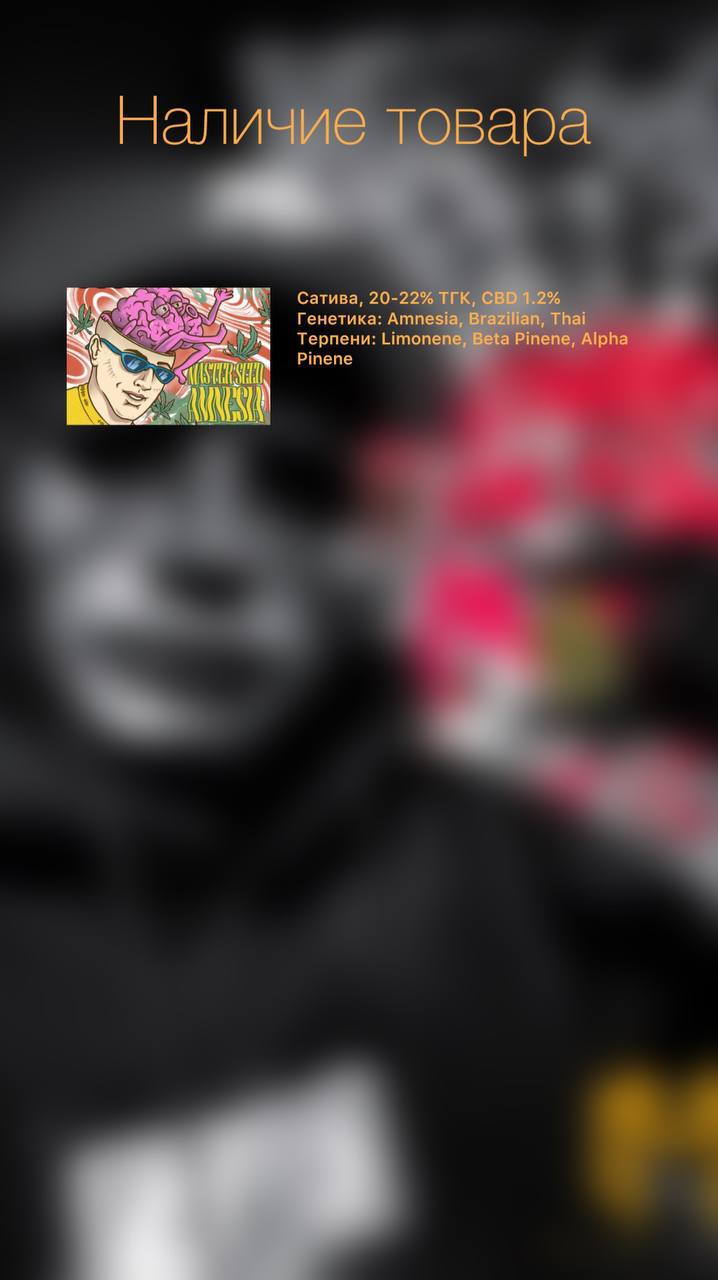 Наличие товара
Сатива, 20-22% ТГК, CBD 1.2%
Генетика: Amnesia, Brazilian, Thai
Терпени: Limonene, Beta Pinene, Alpha
Pinene
MASTER-SEED
AMNESIA